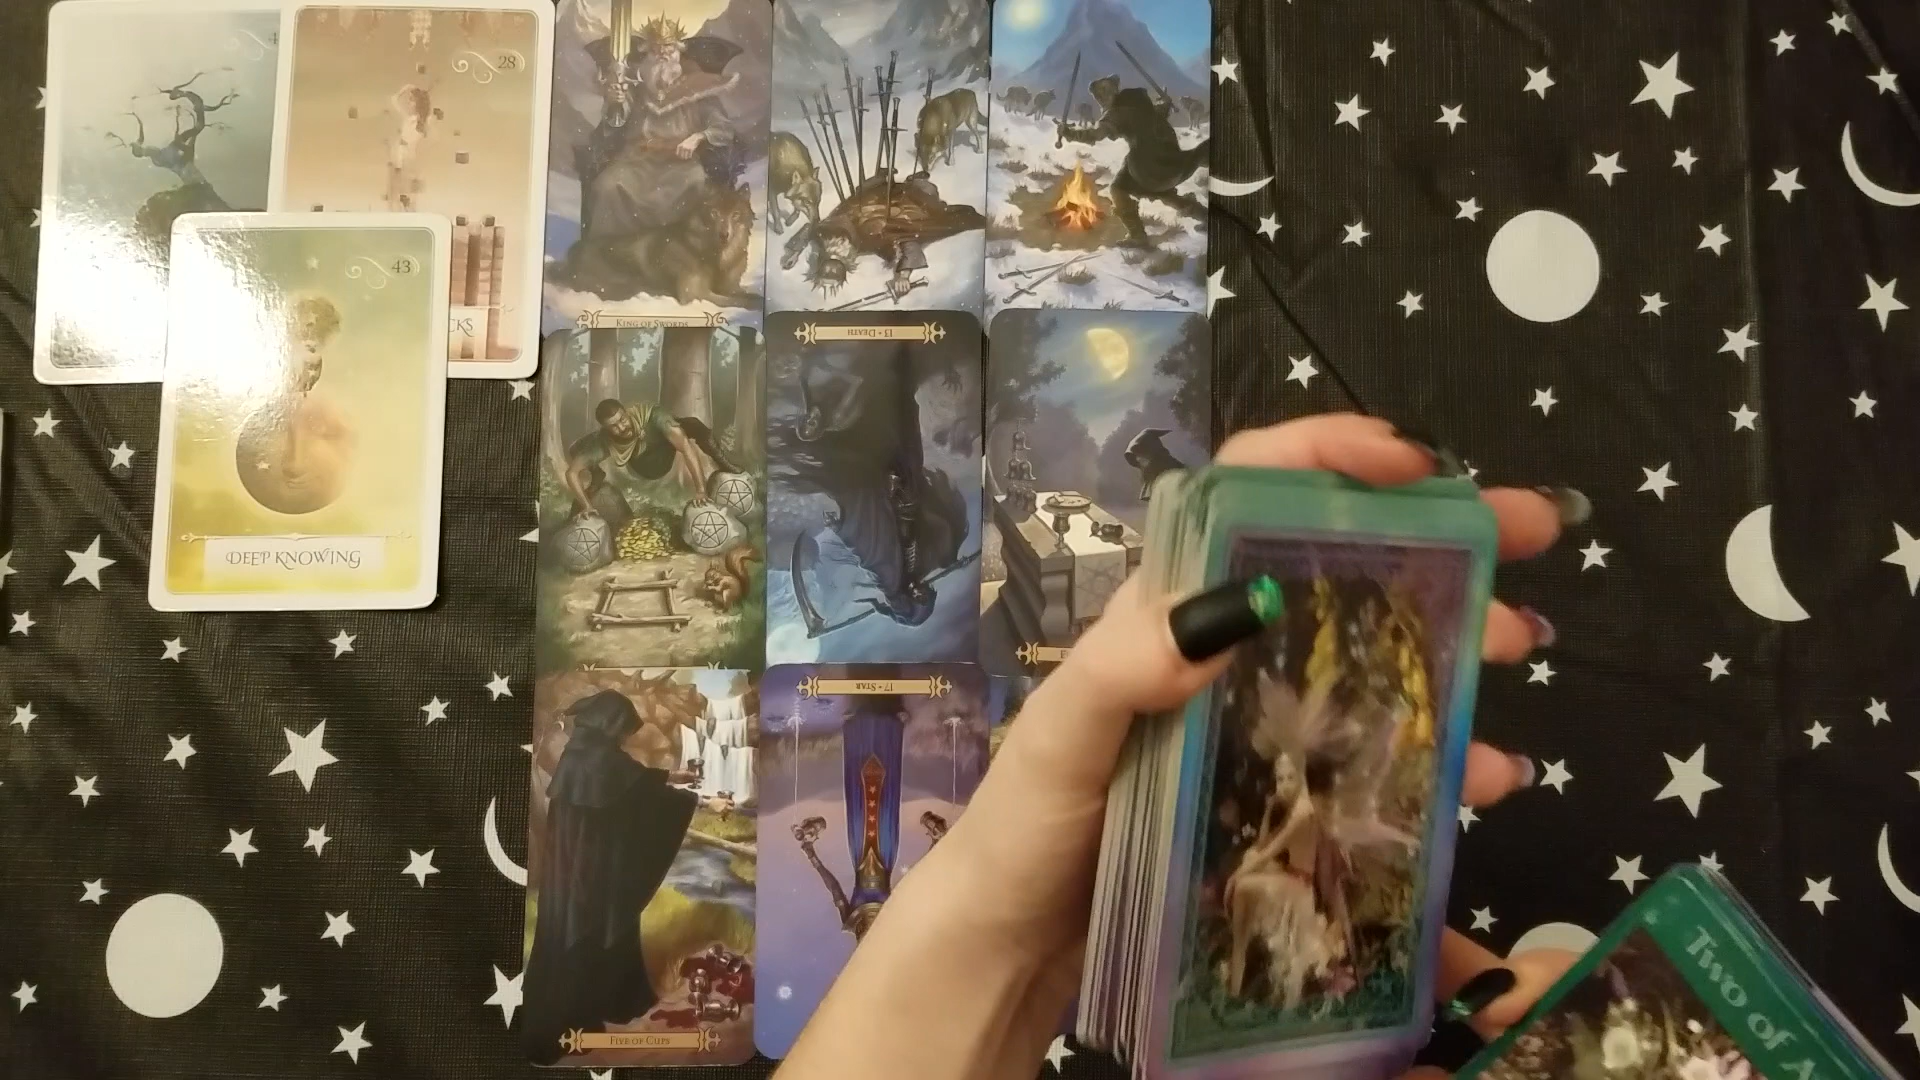 4
28
CKS
43
DEEP KNOWING
KING OF SWORDS
13 • DEATH
17 • STAR
FIVE OF CUPS
Two of A